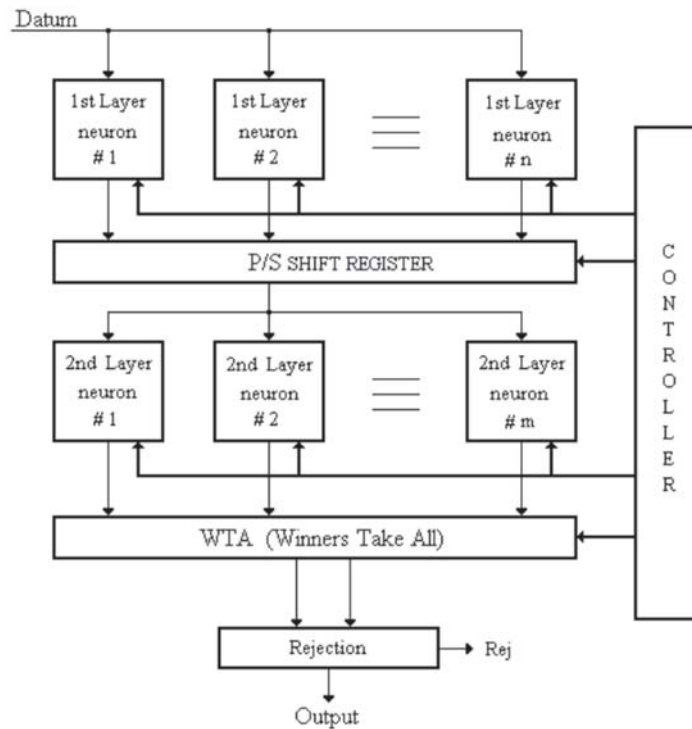 Datum
1st Layer
neuron
# 1
1st Layer
neuron
# 2
1st Layer
neuron
# n
P/S SHIFT REGISTER
2nd Layer
neuron
# 1
2nd Layer
neuron
# 2
2nd Layer
neuron
# m
WTA (Winners Take All)
Rejection
Rej
Output
CONTROLLER